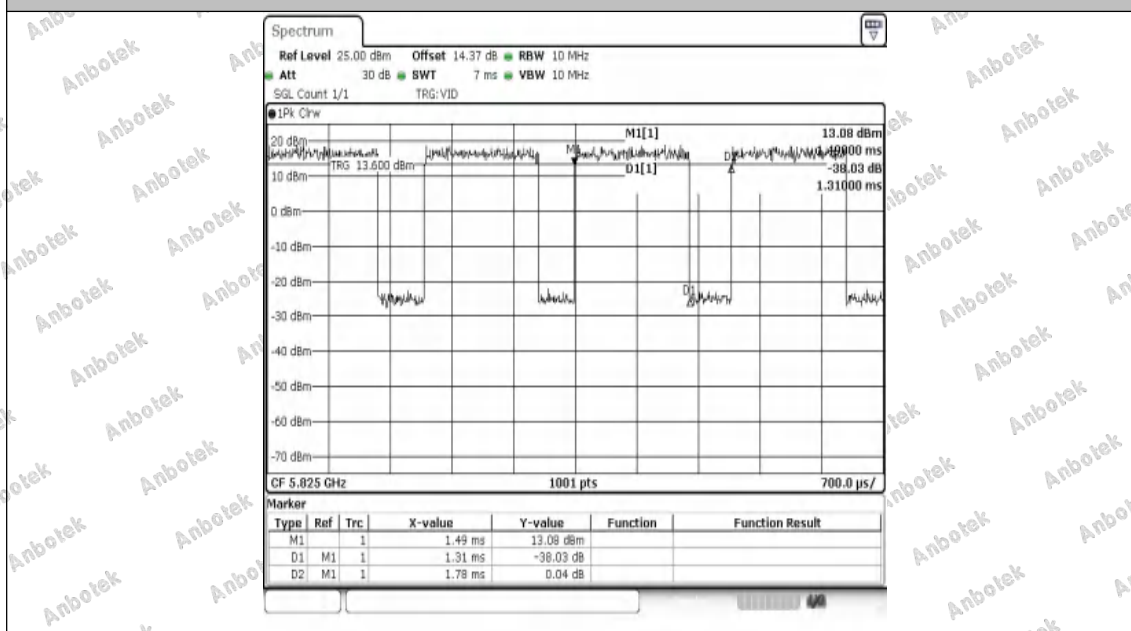 Spectrum
Ref Level 25.00 dBm Offset 14.37 dB RBW 10 MHz
Att 30 dB SWT 7 ms VBW 10 MHz
SGL Count 1/1 TRG: VID
1Pk Clrw
M1[1] 13.08 dBm
20 dBm
M1
D2
TRG 13.600 dBm
D1[1] -38.03 dB
10 dBm
1.31000 ms
0 dBm
-10 dBm
-20 dBm
D1
-30 dBm
-40 dBm
-50 dBm
-60 dBm
-70 dBm
CF 5.825 GHz 1001 pts 700.0 µs/
Marker
Type Ref Trc X-value Y-value Function Function Result
M1 1 1.49 ms 13.08 dBm
D1 M1 1 1.31 ms -38.03 dB
D2 M1 1 1.78 ms 0.04 dB
Anbotek